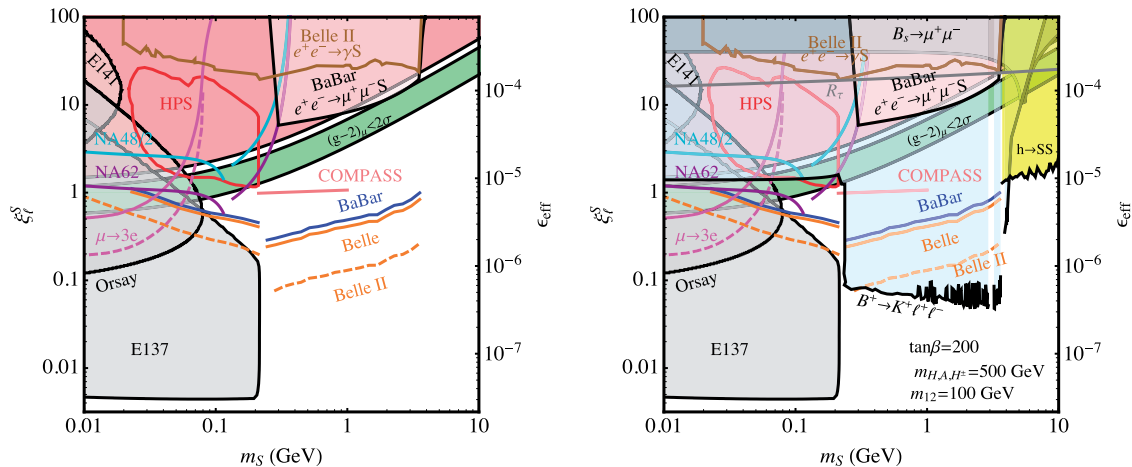 100
10
1
0.1
0.01
ξ_ℓ^S
E141
Belle II
e⁺e⁻→γS
BaBar
e⁺e⁻→μ⁺μ⁻S
HPS
(g−2)_μ<2σ
NA48/2
NA62
COMPASS
BaBar
μ→3e
Belle
Orsay
Belle II
E137
10⁻⁴
10⁻⁵
10⁻⁶
10⁻⁷
ϵ_eff
0.01 0.1 1 10
m_S (GeV)
100
10
1
0.1
0.01
ξ_ℓ^S
E141
B_s→μ⁺μ⁻
Belle II
e⁺e⁻→γS
BaBar
e⁺e⁻→μ⁺μ⁻S
HPS
R_τ
(g−2)_μ<2σ
NA48/2
h→SS
NA62
COMPASS
BaBar
μ→3e
Belle
Orsay
Belle II
B⁺→K⁺ℓ⁺ℓ⁻
E137
tanβ=200
m_{H,A,H^±}=500 GeV
m₁₂=100 GeV
10⁻⁴
10⁻⁵
10⁻⁶
10⁻⁷
ϵ_eff
0.01 0.1 1 10
m_S (GeV)